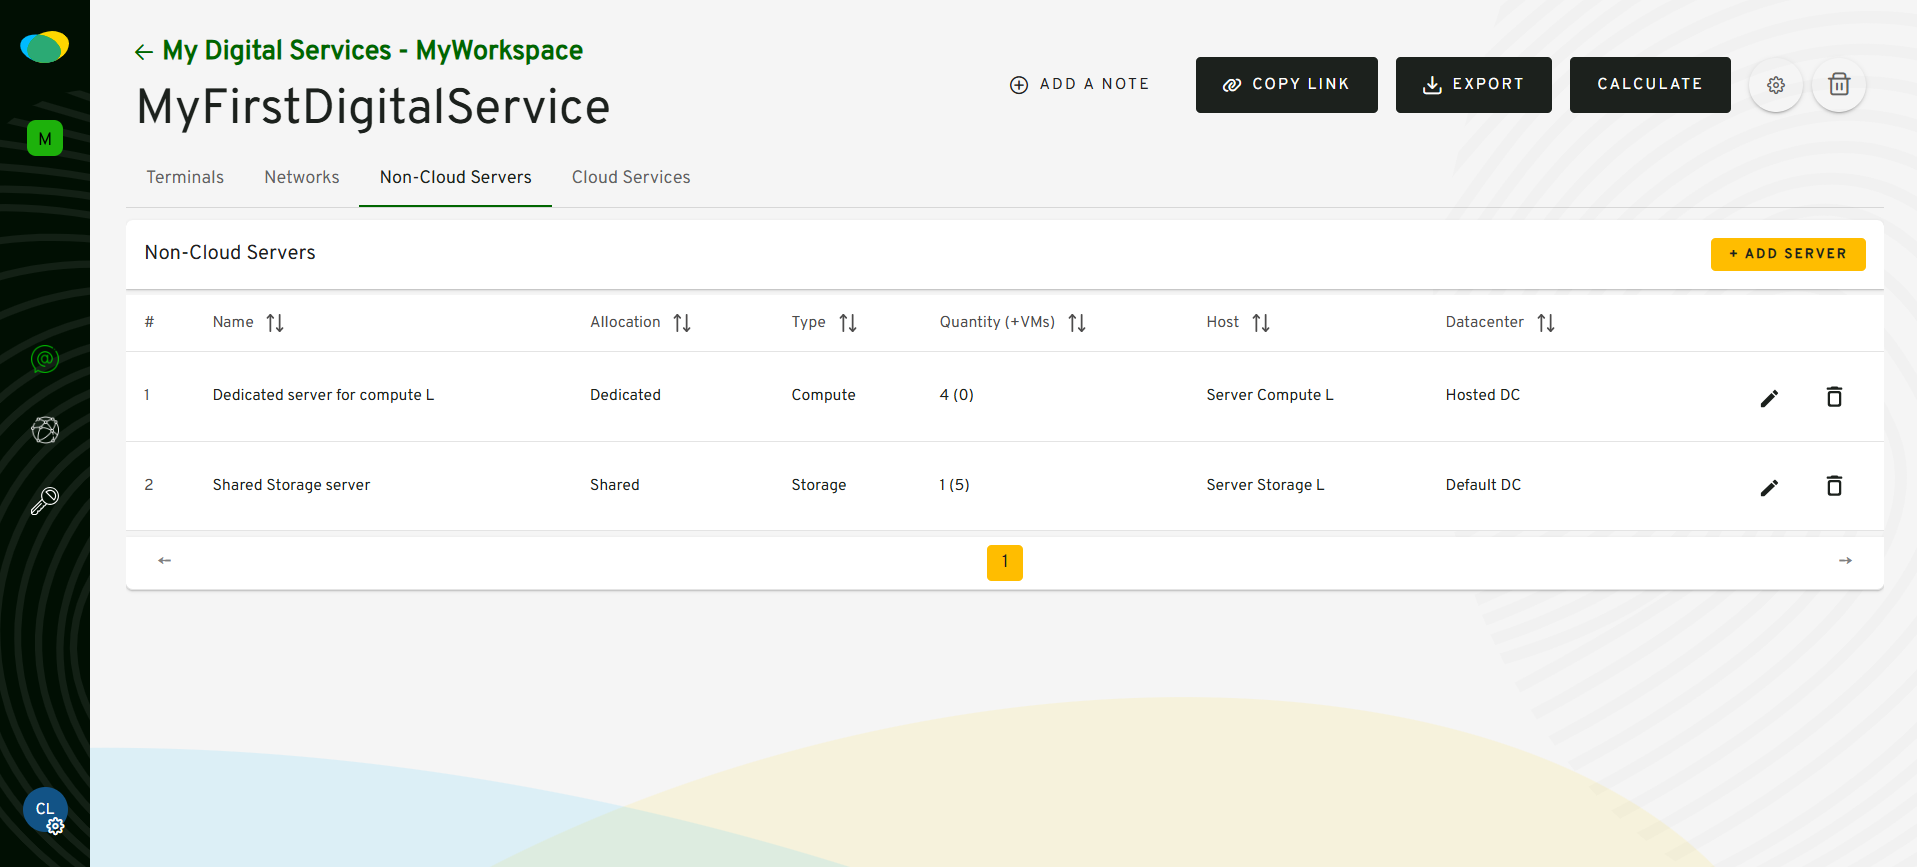 ← My Digital Services - MyWorkspace
MyFirstDigitalService
ADD A NOTE
COPY LINK
EXPORT
CALCULATE
M
Terminals Networks Non-Cloud Servers Cloud Services
Non-Cloud Servers
+ ADD SERVER
# Name Allocation Type Quantity (+VMs) Host Datacenter
1 Dedicated server for compute L Dedicated Compute 4 (0) Server Compute L Hosted DC
2 Shared Storage server Shared Storage 1 (5) Server Storage L Default DC
← 1 →
CL